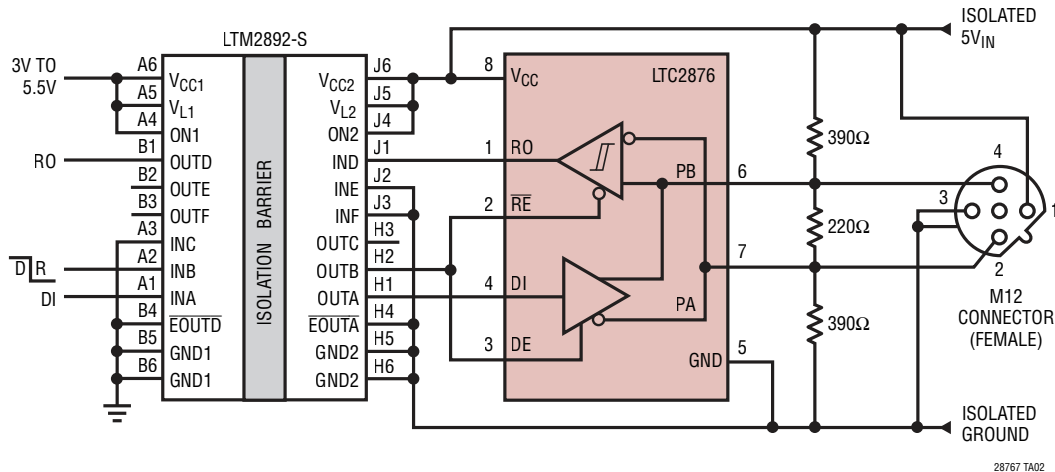 ISOLATED
5VIN
LTM2892-S
3V TO
5.5V
A6
VCC1
A5
VL1
A4
ON1
RO
B1
OUTD
B2
OUTE
B3
OUTF
A3
INC
D R
A2
INB
DI
A1
INA
B4
EOUTD
B5
GND1
B6
GND1
ISOLATION BARRIER
VCC2
J6
VL2
J5
ON2
J4
IND
J1
INE
J2
INF
J3
OUTC
H3
OUTB
H2
OUTA
H1
EOUTA
H4
GND2
H5
GND2
H6
LTC2876
8
VCC
1
RO
2
RE
4
DI
3
DE
PB
6
7
PA
GND
5
390Ω
220Ω
390Ω
4
3
1
2
M12
CONNECTOR
(FEMALE)
ISOLATED
GROUND
28767 TA02